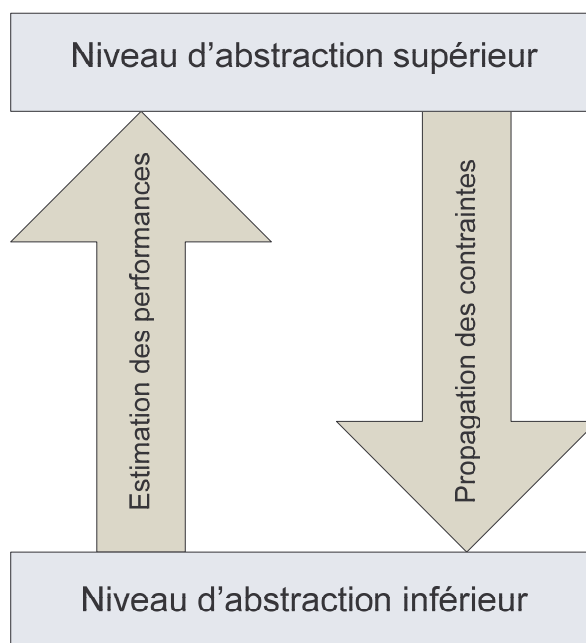 Niveau d’abstraction supérieur
Estimation des performances
Propagation des contraintes
Niveau d’abstraction inférieur